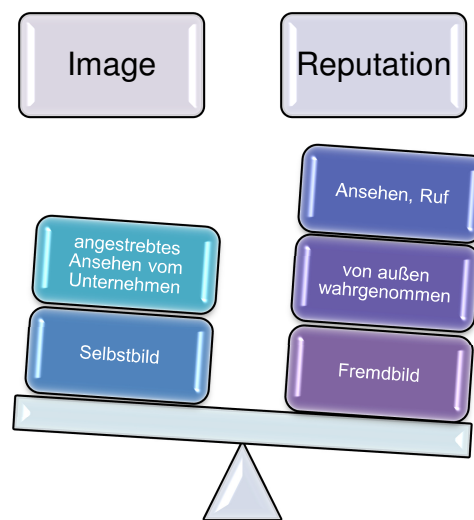 Image
Reputation
angestrebtes
Ansehen vom
Unternehmen
Selbstbild
Ansehen, Ruf
von außen
wahrgenommen
Fremdbild